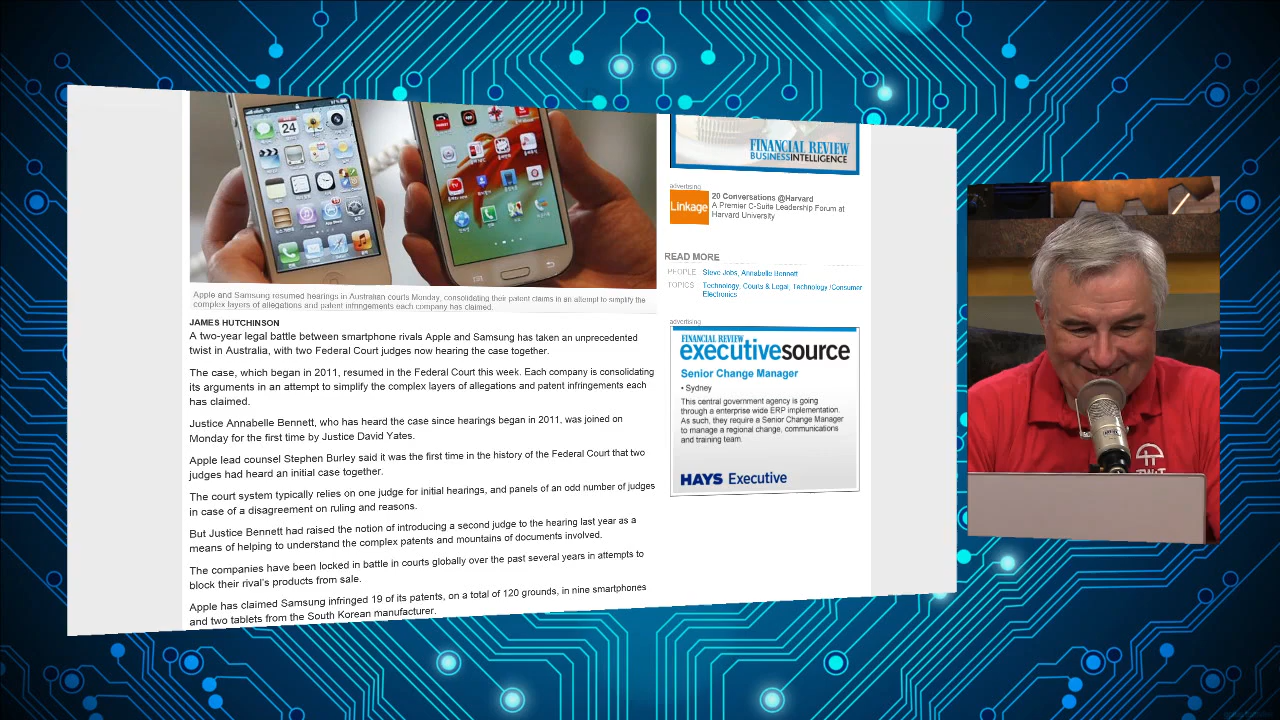 24
FINANCIAL REVIEW
BUSINESSINTELLIGENCE
advertising
Linkage
20 Conversations @Harvard
A Premier C-Suite Leadership Forum at
Harvard University
READ MORE
PEOPLE Steve Jobs, Annabelle Bennett
TOPICS Technology, Courts & Legal, Technology /Consumer
Electronics
Apple and Samsung resumed hearings in Australian courts Monday, consolidating their patent claims in an attempt to simplify the
complex layers of allegations and patent infringements each company has claimed.
JAMES HUTCHINSON
A two-year legal battle between smartphone rivals Apple and Samsung has taken an unprecedented
twist in Australia, with two Federal Court judges now hearing the case together.
The case, which began in 2011, resumed in the Federal Court this week. Each company is consolidating
its arguments in an attempt to simplify the complex layers of allegations and patent infringements each
has claimed.
Justice Annabelle Bennett, who has heard the case since hearings began in 2011, was joined on
Monday for the first time by Justice David Yates.
Apple lead counsel Stephen Burley said it was the first time in the history of the Federal Court that two
judges had heard an initial case together.
The court system typically relies on one judge for initial hearings, and panels of an odd number of judges
in case of a disagreement on ruling and reasons.
But Justice Bennett had raised the notion of introducing a second judge to the hearing last year as a
means of helping to understand the complex patents and mountains of documents involved.
The companies have been locked in battle in courts globally over the past several years in attempts to
block their rival's products from sale.
Apple has claimed Samsung infringed 19 of its patents, on a total of 120 grounds, in nine smartphones
and two tablets from the South Korean manufacturer.
advertising
FINANCIAL REVIEW
executivesource
Senior Change Manager
• Sydney
This central government agency is going
through a enterprise wide ERP implementation.
As such, they require a Senior Change Manager
to manage a regional change, communications
and training team.
HAYS Executive
TWiT